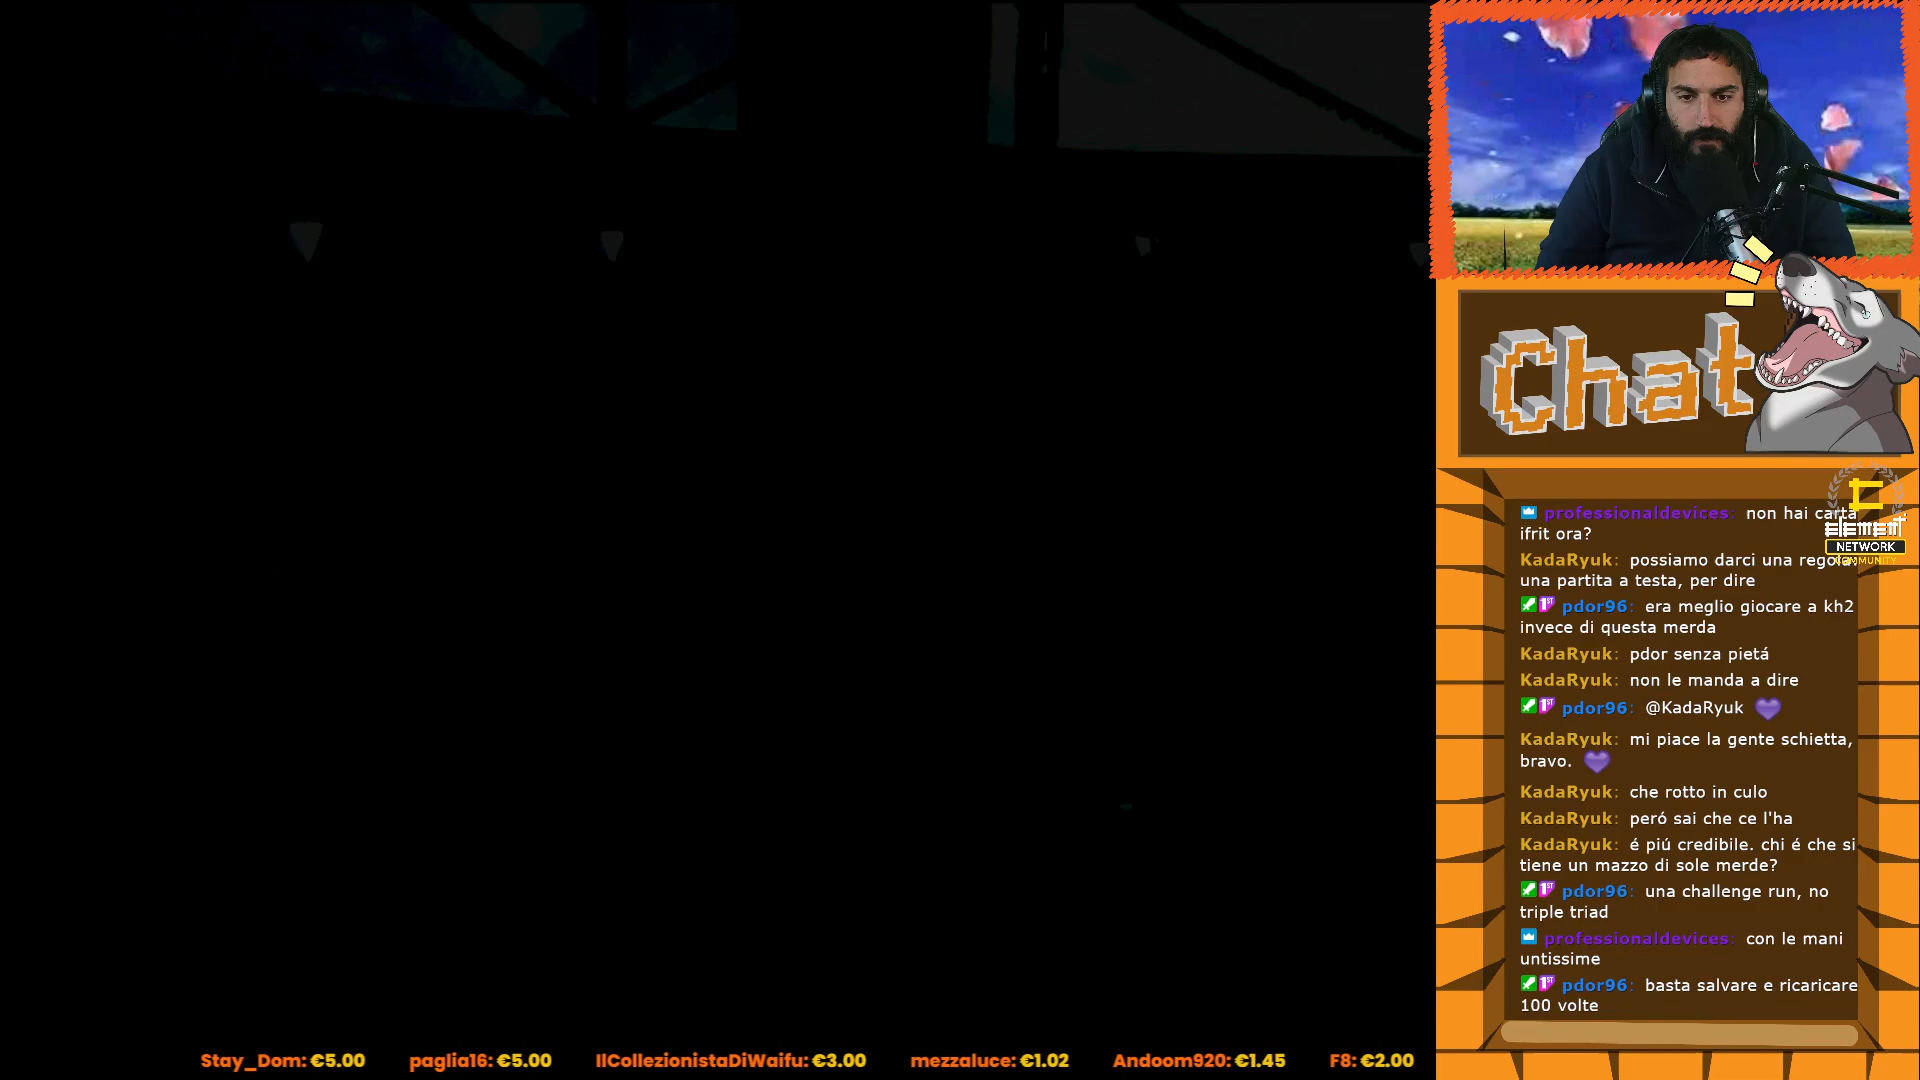 Chat
professionaldevices: non hai carta
ifrit ora?
KadaRyuk: possiamo darci una regola:
una partita a testa, per dire
pdor96: era meglio giocare a kh2
invece di questa merda
KadaRyuk: pdor senza pietá
KadaRyuk: non le manda a dire
pdor96: @KadaRyuk
KadaRyuk: mi piace la gente schietta,
bravo.
KadaRyuk: che rotto in culo
KadaRyuk: peró sai che ce l'ha
KadaRyuk: é piú credibile. chi é che si
tiene un mazzo di sole merde?
pdor96: una challenge run, no
triple triad
professionaldevices: con le mani
untissime
pdor96: basta salvare e ricaricare
100 volte
ELEMENT
NETWORK
COMMUNITY
Stay_Dom: €5.00 paglia16: €5.00 IlCollezionistaDiWaifu: €3.00 mezzaluce: €1.02 Andoom920: €1.45 F8: €2.00